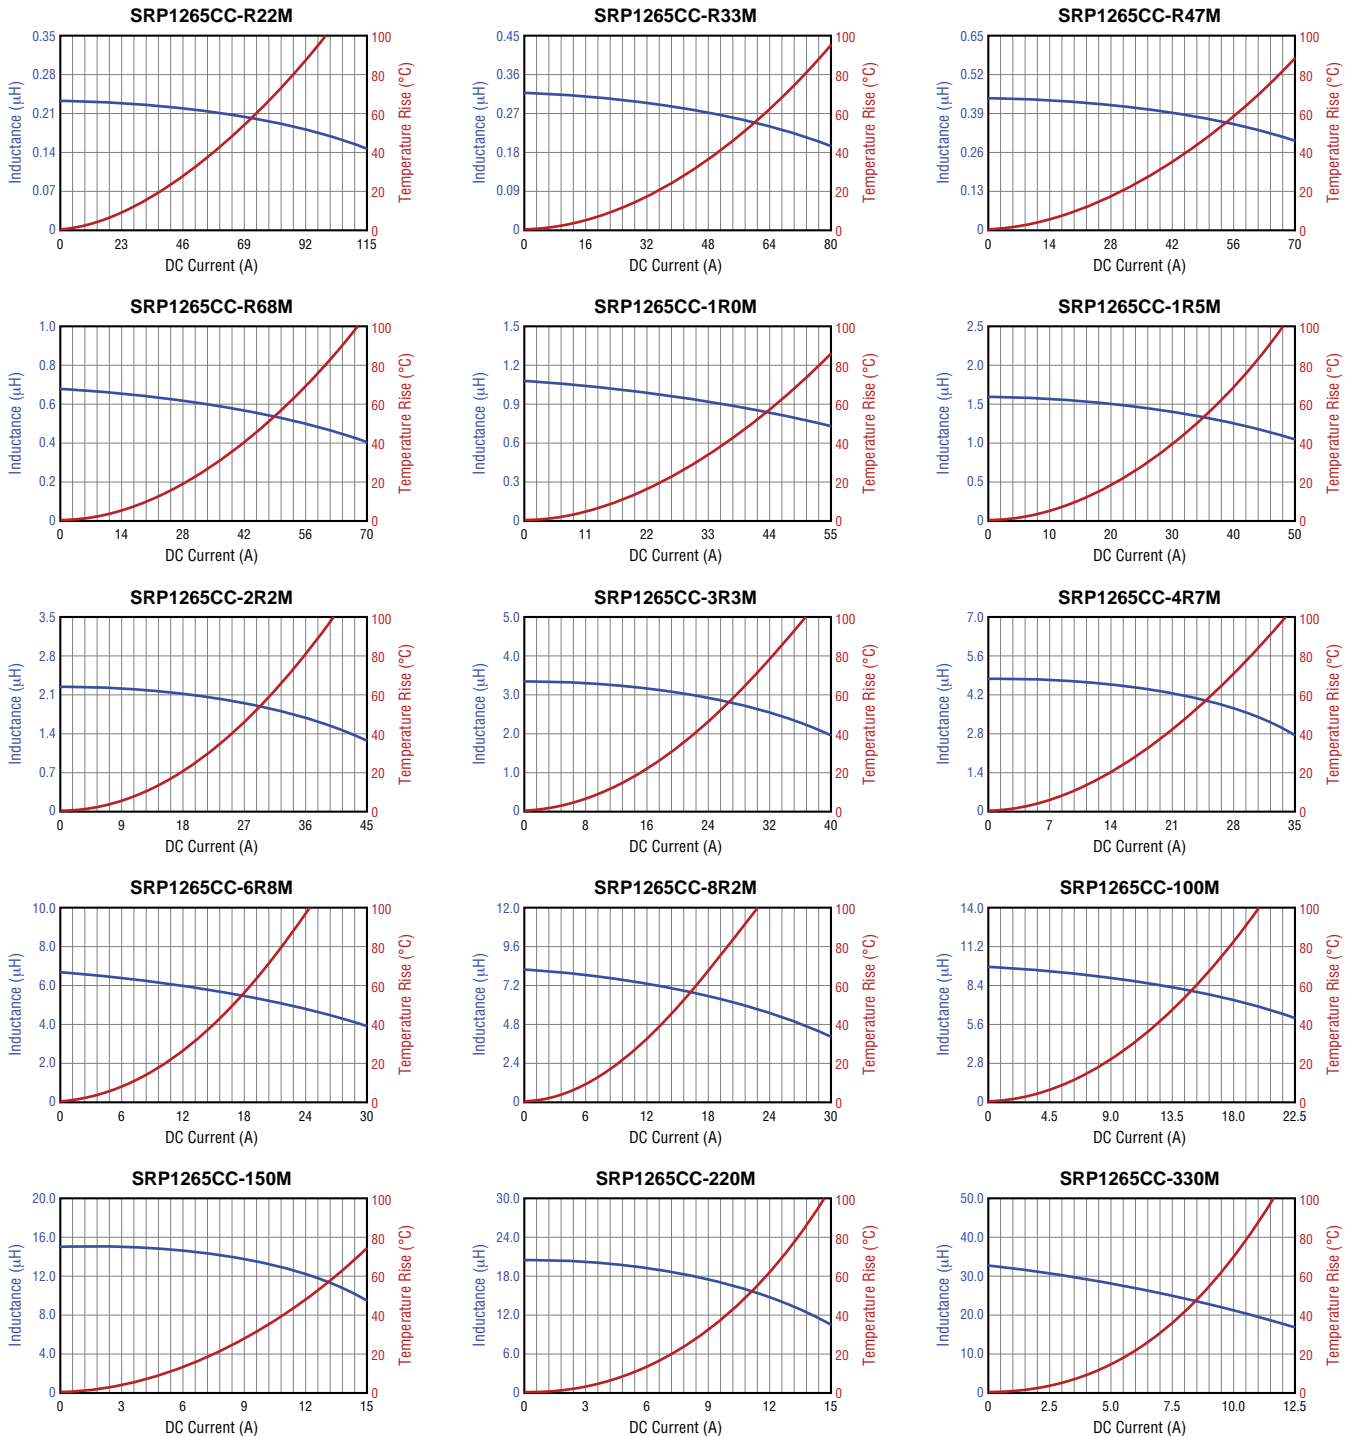 SRP1265CC-R22M
0.35
0.28
0.21
0.14
0.07
0
Inductance (µH)
100
80
60
40
20
0
Temperature Rise (°C)
0 23 46 69 92 115
DC Current (A)
SRP1265CC-R33M
0.45
0.36
0.27
0.18
0.09
0
Inductance (µH)
100
80
60
40
20
0
Temperature Rise (°C)
0 16 32 48 64 80
DC Current (A)
SRP1265CC-R47M
0.65
0.52
0.39
0.26
0.13
0
Inductance (µH)
100
80
60
40
20
0
Temperature Rise (°C)
0 14 28 42 56 70
DC Current (A)
SRP1265CC-R68M
1.0
0.8
0.6
0.4
0.2
0
Inductance (µH)
100
80
60
40
20
0
Temperature Rise (°C)
0 14 28 42 56 70
DC Current (A)
SRP1265CC-1R0M
1.5
1.2
0.9
0.6
0.3
0
Inductance (µH)
100
80
60
40
20
0
Temperature Rise (°C)
0 11 22 33 44 55
DC Current (A)
SRP1265CC-1R5M
2.5
2.0
1.5
1.0
0.5
0
Inductance (µH)
100
80
60
40
20
0
Temperature Rise (°C)
0 10 20 30 40 50
DC Current (A)
SRP1265CC-2R2M
3.5
2.8
2.1
1.4
0.7
0
Inductance (µH)
100
80
60
40
20
0
Temperature Rise (°C)
0 9 18 27 36 45
DC Current (A)
SRP1265CC-3R3M
5.0
4.0
3.0
2.0
1.0
0
Inductance (µH)
100
80
60
40
20
0
Temperature Rise (°C)
0 8 16 24 32 40
DC Current (A)
SRP1265CC-4R7M
7.0
5.6
4.2
2.8
1.4
0
Inductance (µH)
100
80
60
40
20
0
Temperature Rise (°C)
0 7 14 21 28 35
DC Current (A)
SRP1265CC-6R8M
10.0
8.0
6.0
4.0
2.0
0
Inductance (µH)
100
80
60
40
20
0
Temperature Rise (°C)
0 6 12 18 24 30
DC Current (A)
SRP1265CC-8R2M
12.0
9.6
7.2
4.8
2.4
0
Inductance (µH)
100
80
60
40
20
0
Temperature Rise (°C)
0 6 12 18 24 30
DC Current (A)
SRP1265CC-100M
14.0
11.2
8.4
5.6
2.8
0
Inductance (µH)
100
80
60
40
20
0
Temperature Rise (°C)
0 4.5 9.0 13.5 18.0 22.5
DC Current (A)
SRP1265CC-150M
20.0
16.0
12.0
8.0
4.0
0
Inductance (µH)
100
80
60
40
20
0
Temperature Rise (°C)
0 3 6 9 12 15
DC Current (A)
SRP1265CC-220M
30.0
24.0
18.0
12.0
6.0
0
Inductance (µH)
100
80
60
40
20
0
Temperature Rise (°C)
0 3 6 9 12 15
DC Current (A)
SRP1265CC-330M
50.0
40.0
30.0
20.0
10.0
0
Inductance (µH)
100
80
60
40
20
0
Temperature Rise (°C)
0 2.5 5.0 7.5 10.0 12.5
DC Current (A)